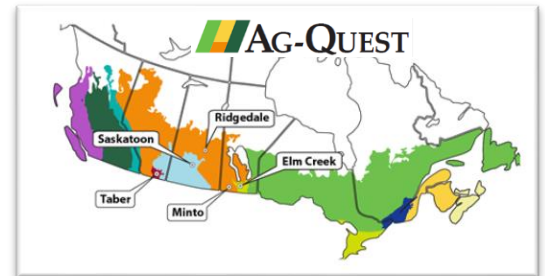 AG-QUEST
Ridgedale
Saskatoon
Elm Creek
Taber
Minto